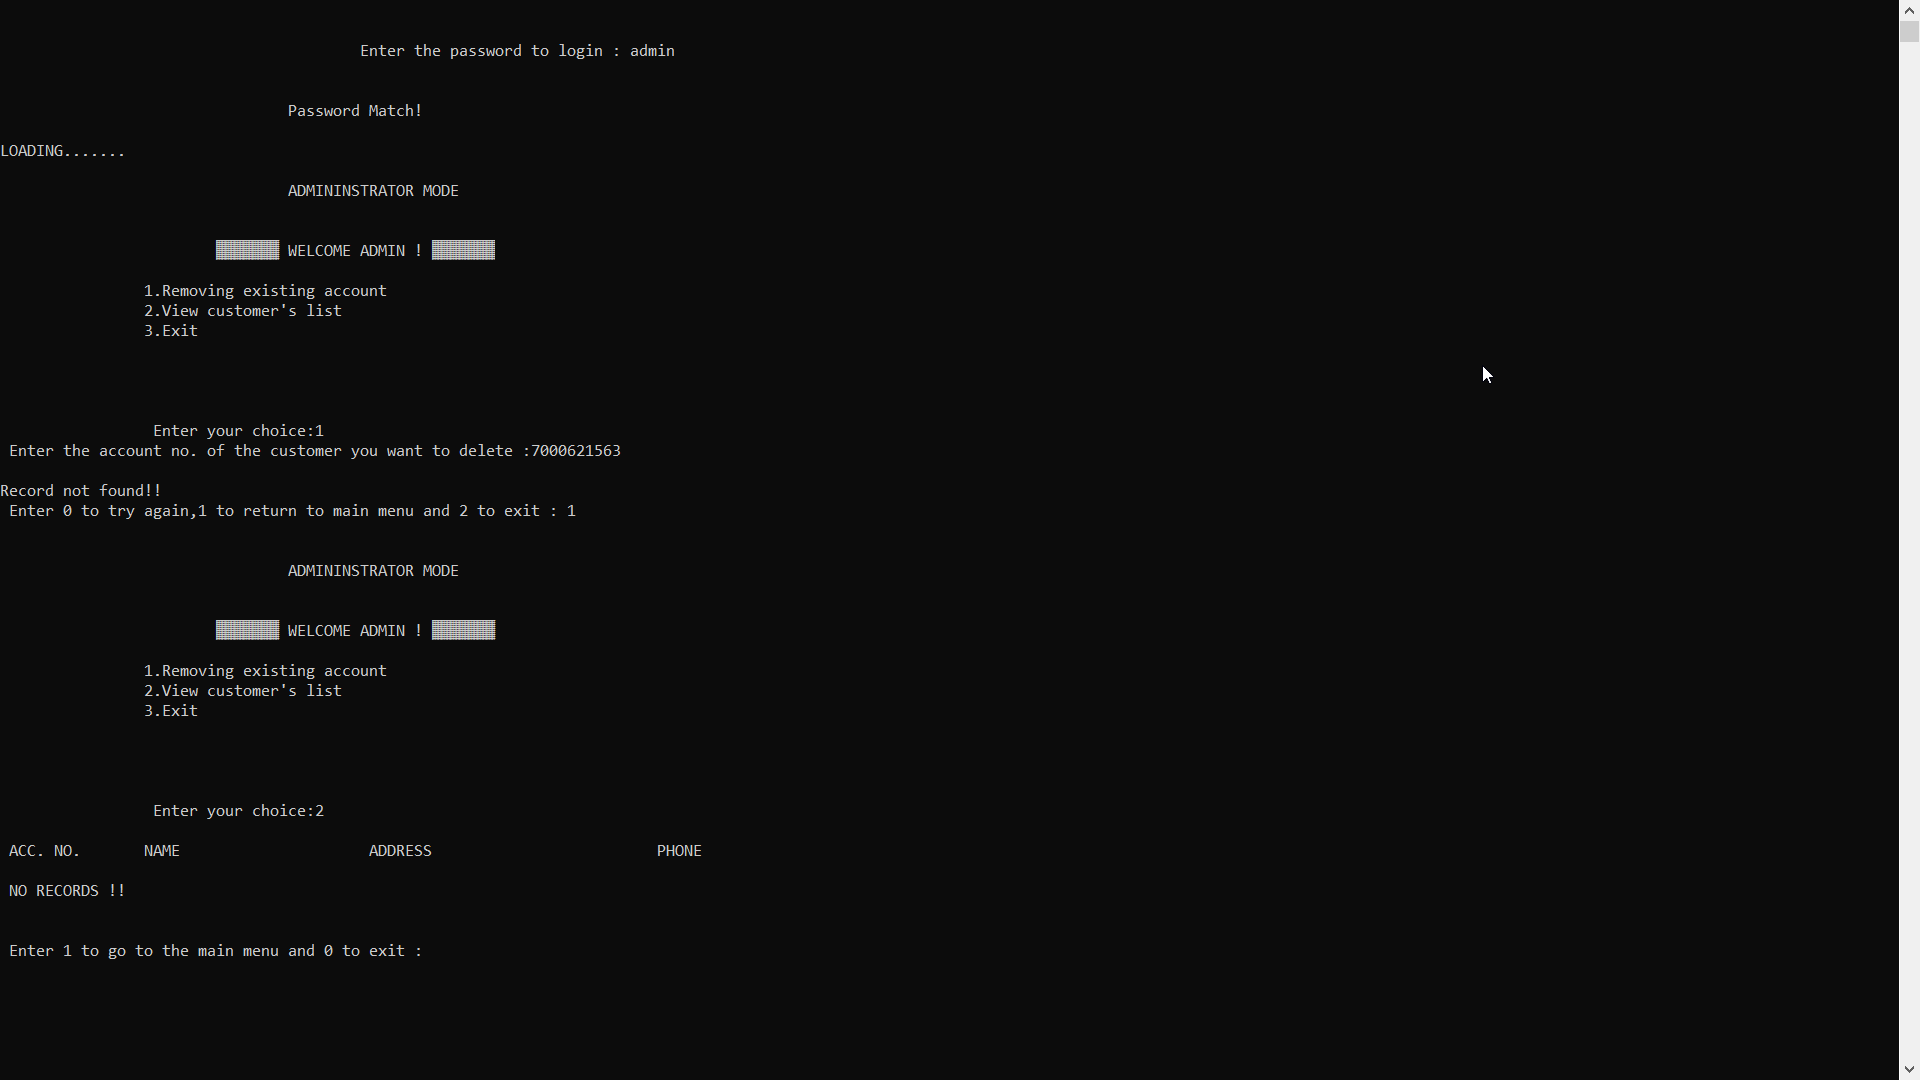 Enter the password to login : admin
Password Match!
LOADING.......
ADMININSTRATOR MODE
▓▓▓▓▓▓▓ WELCOME ADMIN ! ▓▓▓▓▓▓▓
1.Removing existing account
2.View customer's list
3.Exit
Enter your choice:1
Enter the account no. of the customer you want to delete :7000621563
Record not found!!
Enter 0 to try again,1 to return to main menu and 2 to exit : 1
ADMININSTRATOR MODE
▓▓▓▓▓▓▓ WELCOME ADMIN ! ▓▓▓▓▓▓▓
1.Removing existing account
2.View customer's list
3.Exit
Enter your choice:2
ACC. NO. NAME ADDRESS PHONE
NO RECORDS !!
Enter 1 to go to the main menu and 0 to exit :